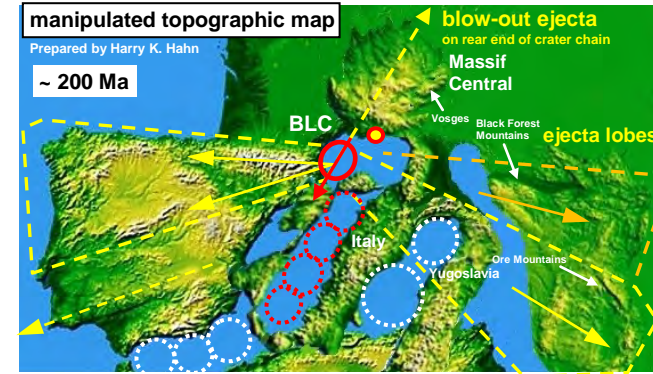 manipulated topographic map
Prepared by Harry K. Hahn
~ 200 Ma
blow-out ejecta
on rear end of crater chain
Massif
Central
BLC
Vosges
Black Forest
Mountains
ejecta lobes
Italy
Yugoslavia
Ore Mountains